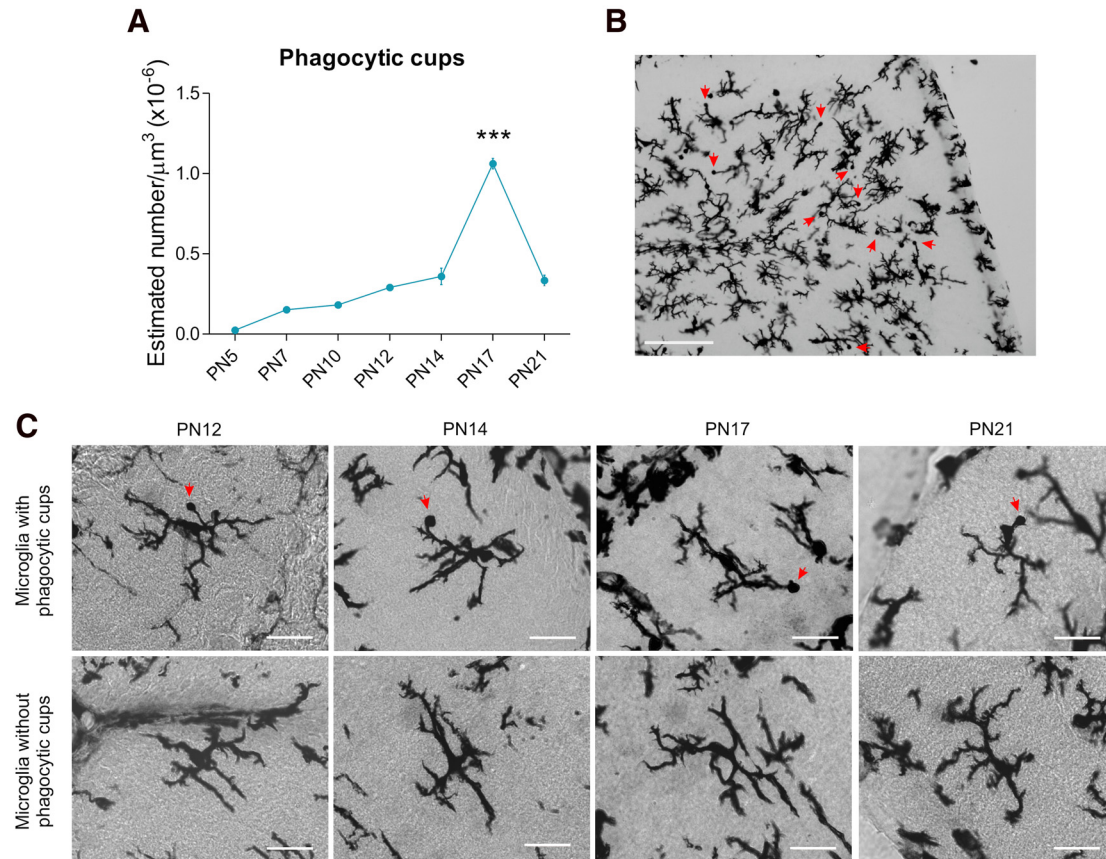 A
Phagocytic cups
Estimated number/μm³ (x10⁻⁶)
1.5
1.0
0.5
0.0
***
PN5
PN7
PN10
PN12
PN14
PN17
PN21
B
C
PN12
PN14
PN17
PN21
Microglia with
phagocytic cups
Microglia without
phagocytic cups